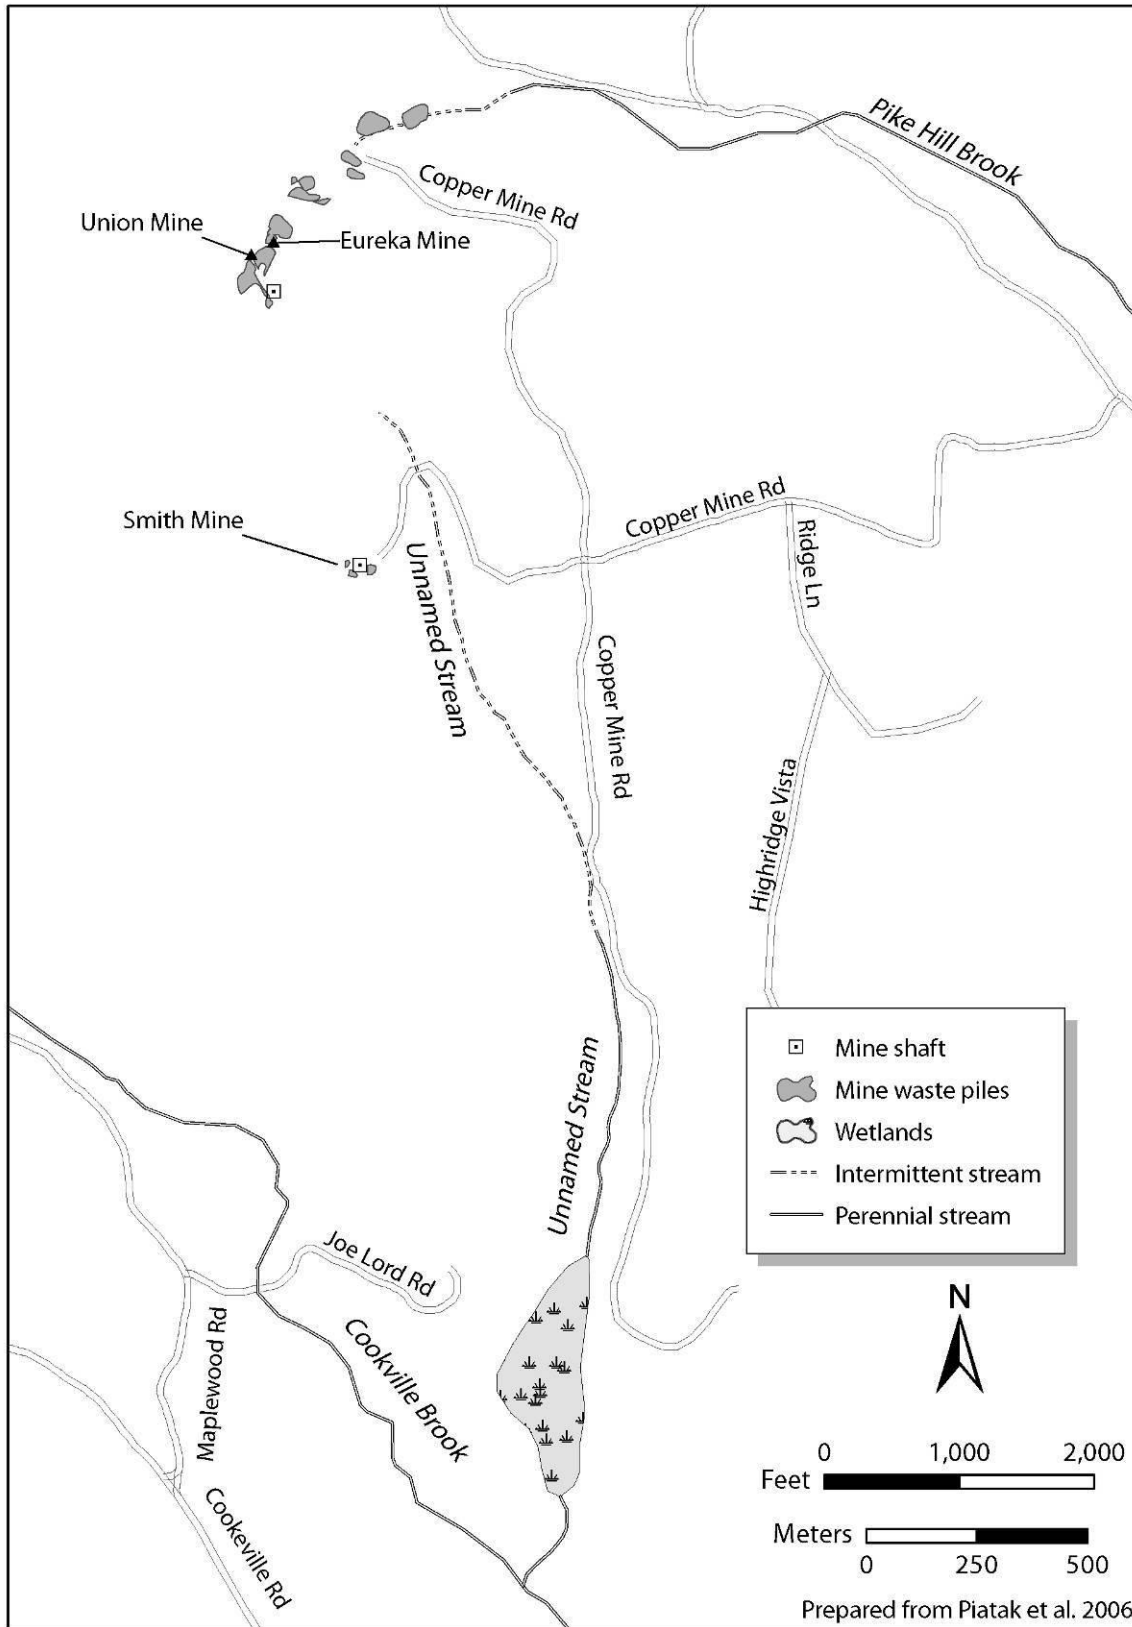 Pike Hill Brook
Copper Mine Rd
Union Mine
Eureka Mine
Copper Mine Rd
Smith Mine
Ridge Ln
Unnamed Stream
Copper Mine Rd
Highridge Vista
Mine shaft
Mine waste piles
Wetlands
Intermittent stream
Perennial stream
Unnamed Stream
Joe Lord Rd
Maplewood Rd
Cookville Brook
Cookeville Rd
N
0 1,000 2,000
Feet
Meters
0 250 500
Prepared from Piatak et al. 2006